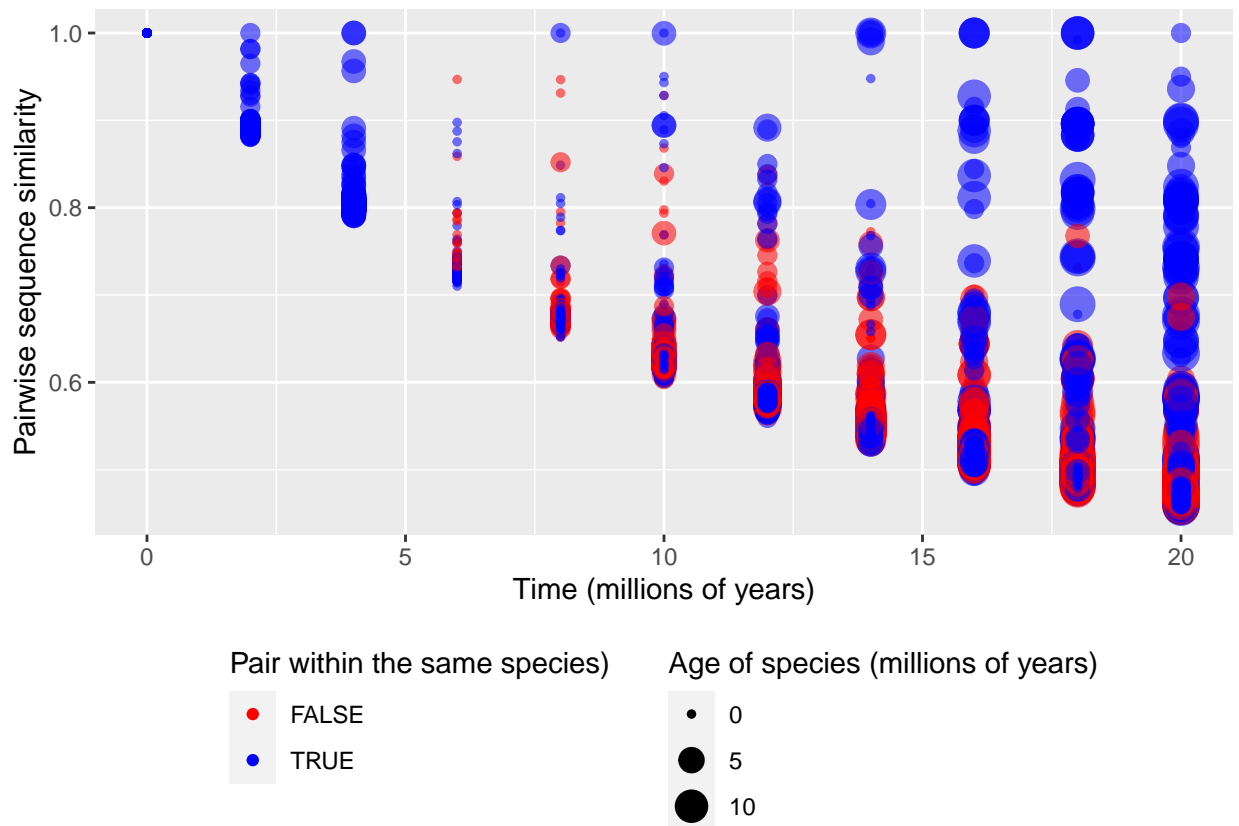 1.0
0.8
0.6
Pairwise sequence similarity
0 5 10 15 20
Time (millions of years)
Pair within the same species)
FALSE
TRUE
Age of species (millions of years)
0
5
10